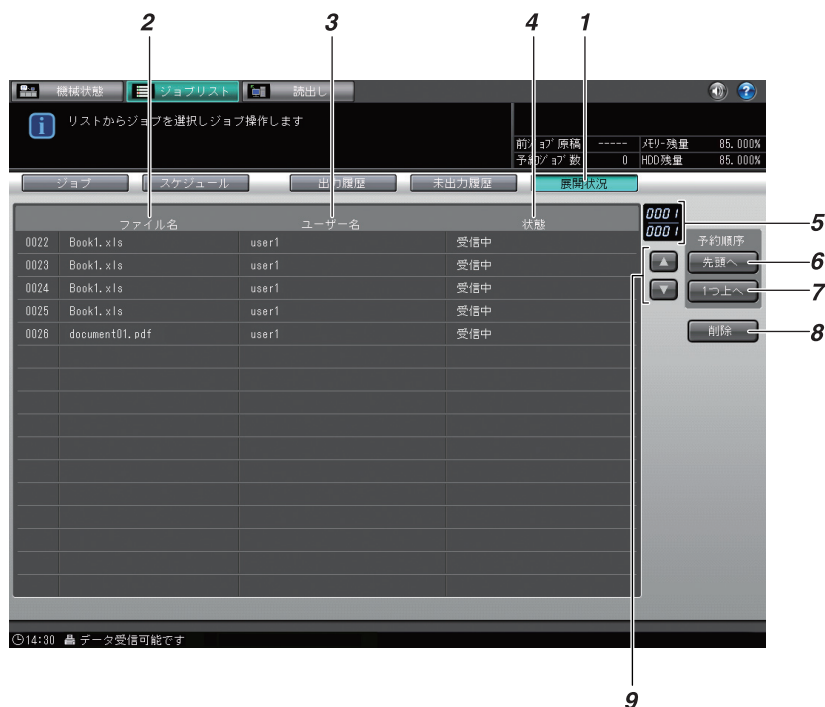 2 3 4 1
機械状態 ジョブリスト 読出し
リストからジョブを選択しジョブ操作します
前ｼﾞｮﾌﾞ原稿 ----- ﾒﾓﾘｰ残量 85.000%
予約ｼﾞｮﾌﾞ数 0 HDD残量 85.000%
ジョブ スケジュール 出力履歴 未出力履歴 展開状況
ファイル名 ユーザー名 状態
0001
0001
5
予約順序
0022 Book1.xls user1 受信中
0023 Book1.xls user1 受信中
先頭へ 6
0024 Book1.xls user1 受信中
1つ上へ 7
0025 Book1.xls user1 受信中
0026 document01.pdf user1 受信中
削除 8
14:30 データ受信可能です
9